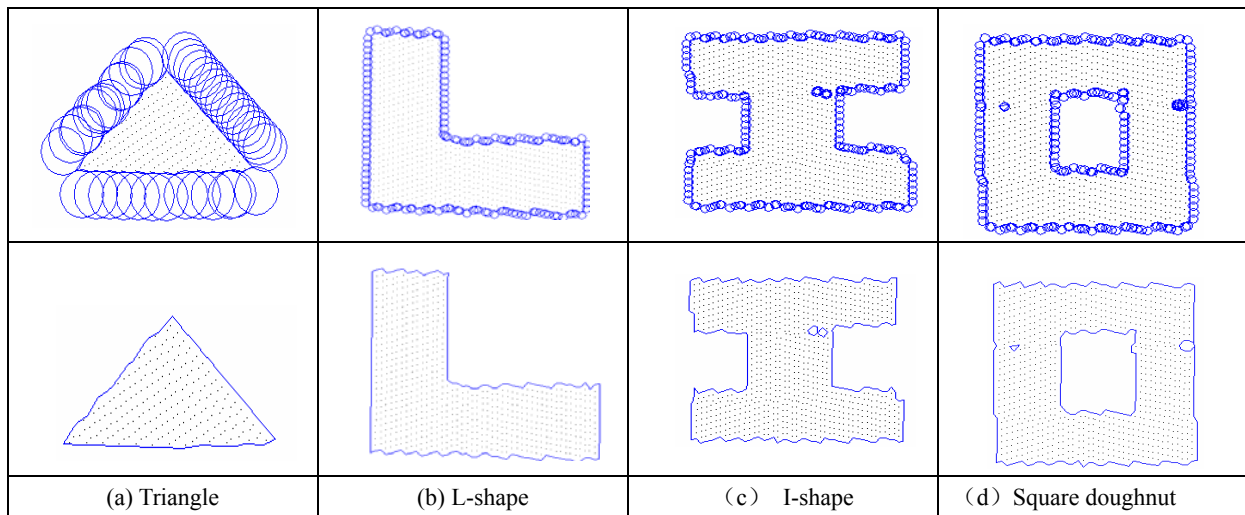 (a) Triangle
(b) L-shape
（c） I-shape
（d）Square doughnut